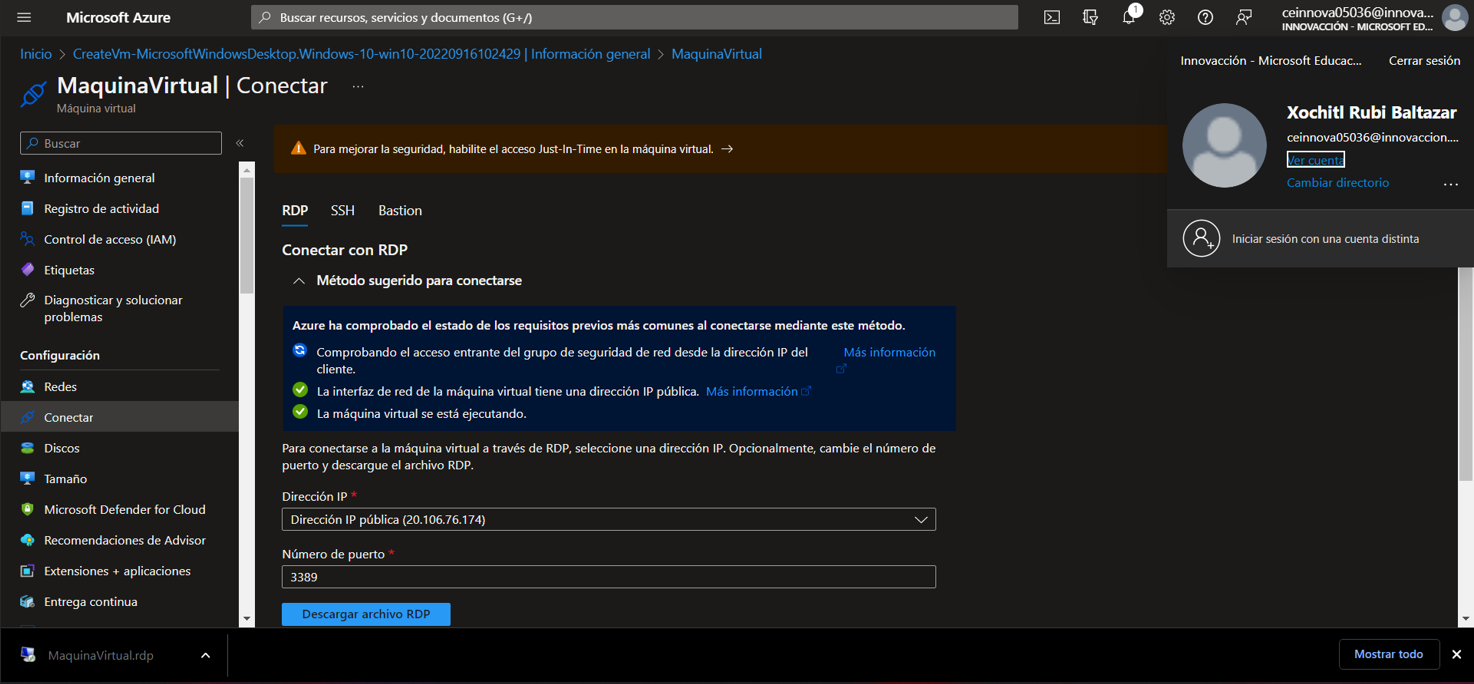 Microsoft Azure
Buscar recursos, servicios y documentos (G+/)
1
ceinnova05036@innova...
INNOVACCIÓN - MICROSOFT ED...
Inicio > CreateVm-MicrosoftWindowsDesktop.Windows-10-win10-20220916102429 | Información general > MaquinaVirtual
MaquinaVirtual | Conectar ...
Máquina virtual
Innovacción - Microsoft Educac...
Cerrar sesión
Xochitl Rubi Baltazar
ceinnova05036@innovaccion....
Ver cuenta
Cambiar directorio
...
Iniciar sesión con una cuenta distinta
Buscar
«
Información general
Registro de actividad
Control de acceso (IAM)
Etiquetas
Diagnosticar y solucionar
problemas
Configuración
Redes
Conectar
Discos
Tamaño
Microsoft Defender for Cloud
Recomendaciones de Advisor
Extensiones + aplicaciones
Entrega continua
Para mejorar la seguridad, habilite el acceso Just-In-Time en la máquina virtual. →
RDP SSH Bastion
Conectar con RDP
Método sugerido para conectarse
Azure ha comprobado el estado de los requisitos previos más comunes al conectarse mediante este método.
Comprobando el acceso entrante del grupo de seguridad de red desde la dirección IP del Más información
cliente.
La interfaz de red de la máquina virtual tiene una dirección IP pública. Más información
La máquina virtual se está ejecutando.
Para conectarse a la máquina virtual a través de RDP, seleccione una dirección IP. Opcionalmente, cambie el número de
puerto y descargue el archivo RDP.
Dirección IP *
Dirección IP pública (20.106.76.174)
Número de puerto *
3389
Descargar archivo RDP
MaquinaVirtual.rdp
Mostrar todo